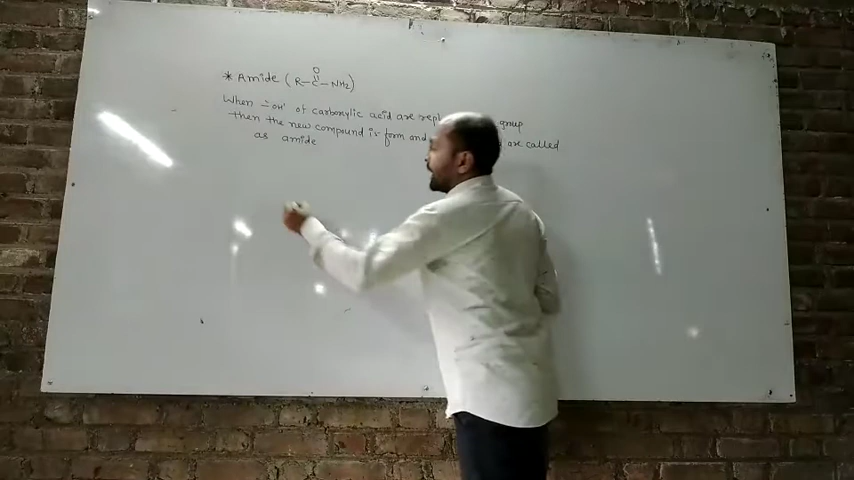 * Amide ( R-C-NH₂ )
O
When -OH of carboxylic acid are repl group
then the new compound is form and are called
as amide